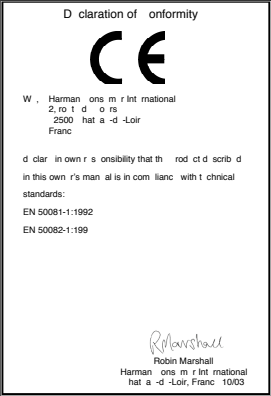 D claration of onformity
CE
W , Harman ons m r Int rnational
2, ro t d o rs
2500 hat a -d -Loir
Franc
d clar in own r s onsibility that th rod ct d scrib d
in this own r's man al is in com lianc with t chnical
standards:
EN 50081-1:1992
EN 50082-1:199
RMarshall
Robin Marshall
Harman ons m r Int rnational
hat a -d -Loir, Franc 10/03